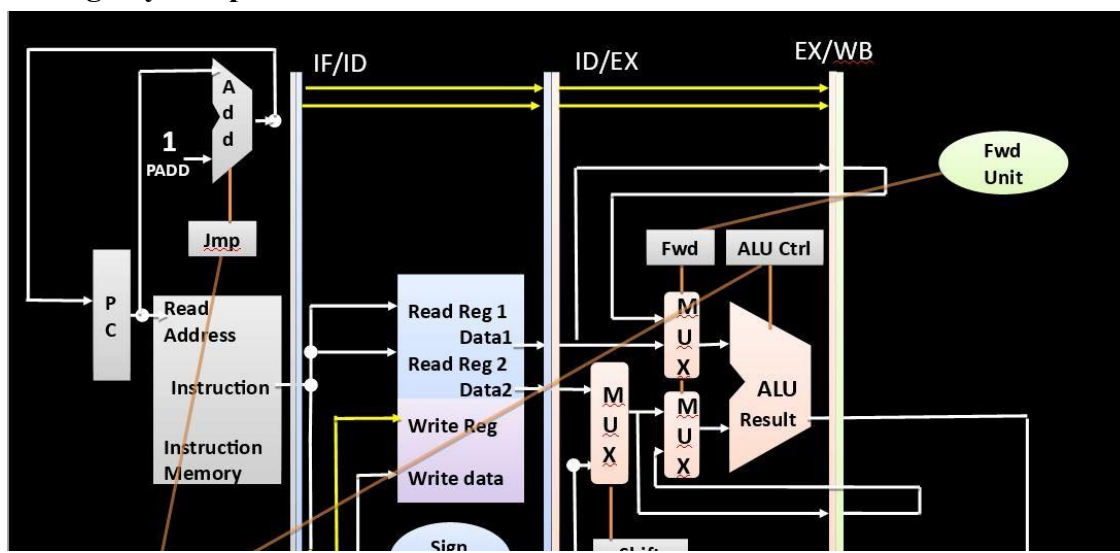 IF/ID
ID/EX
EX/WB
A
d
d
1
PADD
Fwd
Unit
Jmp
Fwd
ALU Ctrl
P
C
Read
Address
Instruction
Instruction
Memory
Read Reg 1
Data1
Read Reg 2
Data2
Write Reg
Write data
M
U
X
M
U
X
M
U
X
ALU
Result
Sign